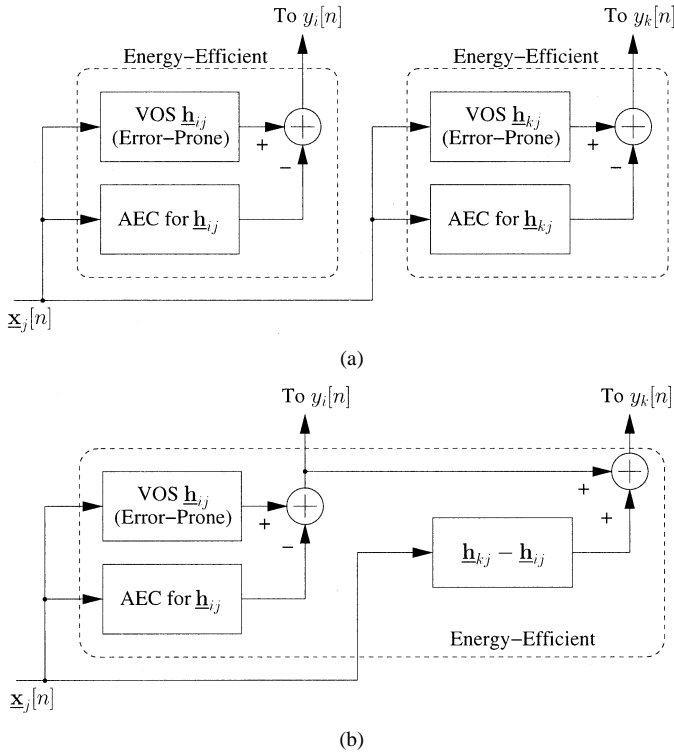 To y_i[n]
To y_k[n]
Energy−Efficient
Energy−Efficient
VOS h_ij
(Error−Prone)
+
−
VOS h_kj
(Error−Prone)
+
−
AEC for h_ij
AEC for h_kj
x_j[n]
(a)
To y_i[n]
To y_k[n]
VOS h_ij
(Error−Prone)
+
−
+
+
AEC for h_ij
h_kj − h_ij
Energy−Efficient
x_j[n]
(b)